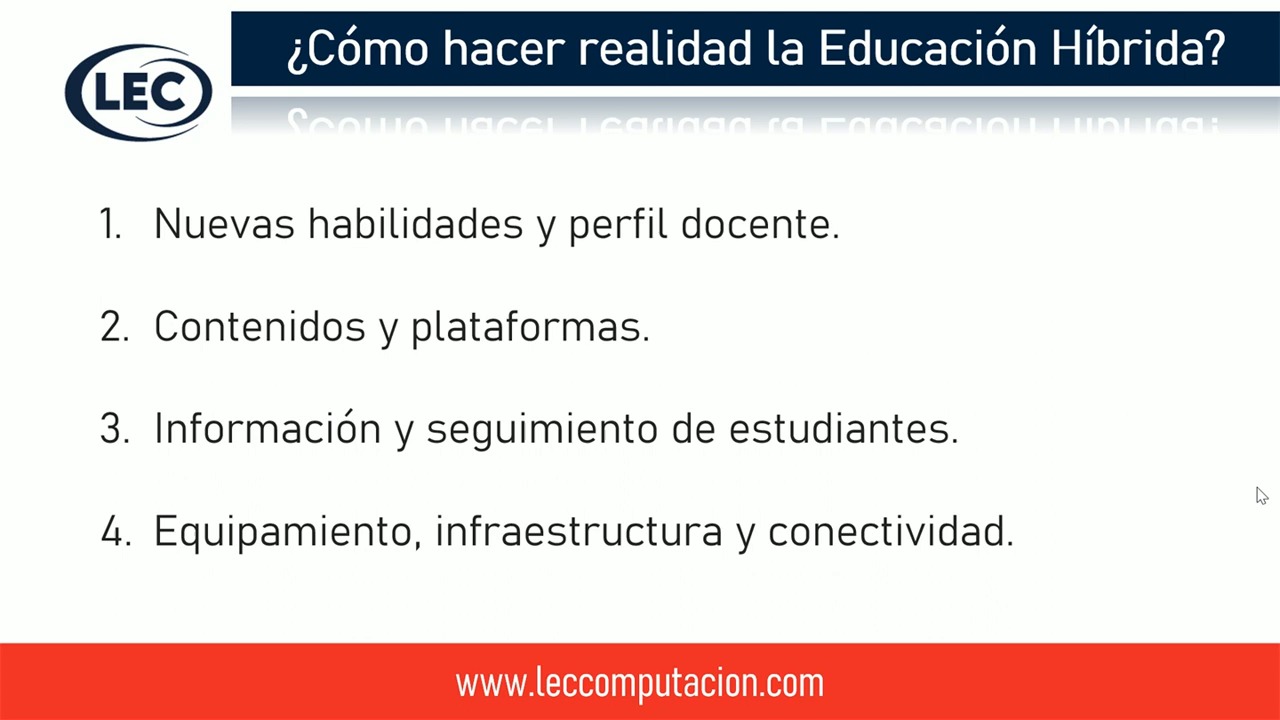 LEC
¿Cómo hacer realidad la Educación Híbrida?
1. Nuevas habilidades y perfil docente.
2. Contenidos y plataformas.
3. Información y seguimiento de estudiantes.
4. Equipamiento, infraestructura y conectividad.
www.leccomputacion.com